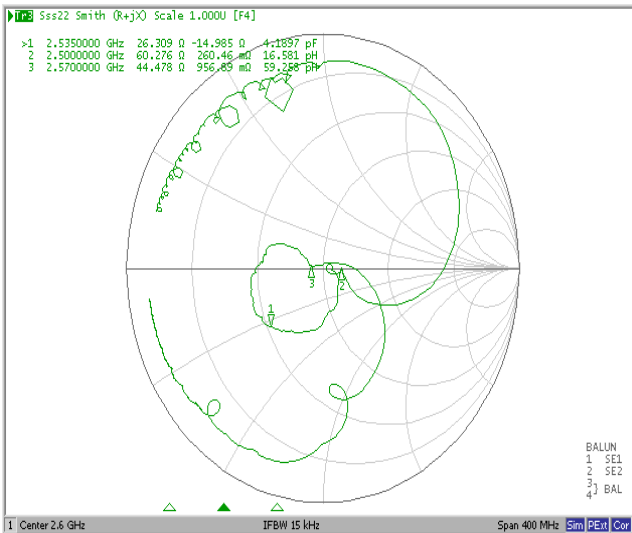 Tr3 Sss22 Smith (R+jX) Scale 1.000U [F4]
>1 2.5350000 GHz 26.309 Ω -14.985 Ω 4.1897 pF
2 2.5000000 GHz 60.276 Ω 260.46 mΩ 16.581 pH
3 2.5700000 GHz 44.478 Ω 956.89 mΩ 59.258 pH
3
2
1
BALUN
1 SE1
2 SE2
3
4} BAL
1 Center 2.6 GHz IFBW 15 kHz Span 400 MHz Sim PExt Cor